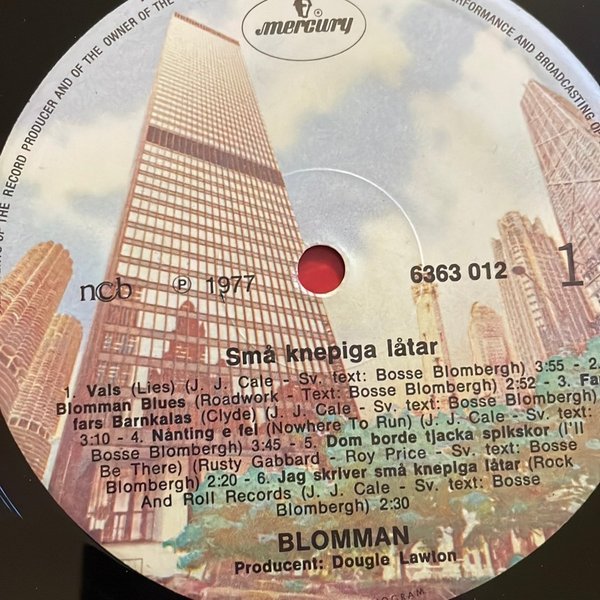 OF THE RECORD PRODUCER AND OF THE OWNER OF THE
PERFORMANCE AND BROADCASTING OF
mercury
ncb ℗ 1977
6363 012
1
Små knepiga låtar
1. Vals (Lies) (J. J. Cale - Sv. text: Bosse Blombergh) 3:55 - 2.
Blomman Blues (Roadwork - Text: Bosse Blombergh) 2:52 - 3. Far-
fars Barnkalas (Clyde) (J. J. Cale - Sv. text: Bosse Blombergh)
3:10 - 4. Nånting e fel (Nowhere To Run) (J. J. Cale - Sv. text:
Bosse Blombergh) 3:45 - 5. Dom borde tjacka spikskor (I'll
Be There) (Rusty Gabbard - Roy Price - Sv. text: Bosse
Blombergh) 2:20 - 6. Jag skriver små knepiga låtar (Rock
And Roll Records (J. J. Cale - Sv. text: Bosse
Blombergh) 2:30
BLOMMAN
Producent: Dougle Lawton